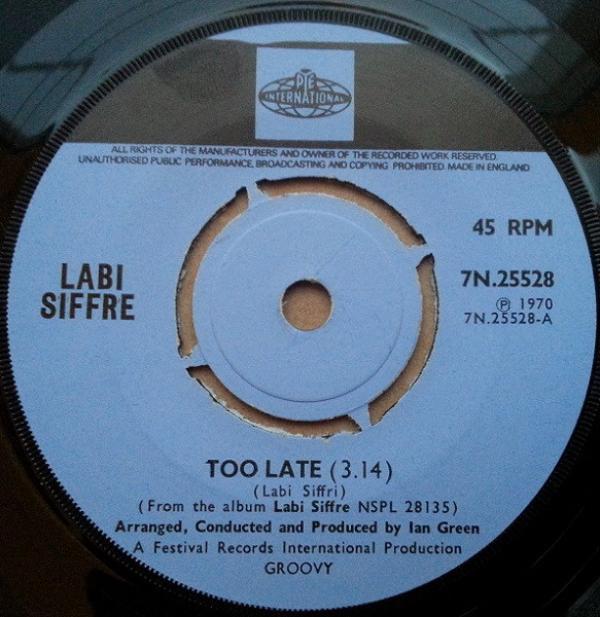 PYE
INTERNATIONAL
ALL RIGHTS OF THE MANUFACTURERS AND OWNER OF THE RECORDED WORK RESERVED.
UNAUTHORISED PUBLIC PERFORMANCE, BROADCASTING AND COPYING PROHIBITED. MADE IN ENGLAND
45 RPM
LABI
SIFFRE
7N.25528
Ⓟ 1970
7N.25528-A
TOO LATE (3.14)
(Labi Siffri)
(From the album Labi Siffre NSPL 28135)
Arranged, Conducted and Produced by Ian Green
A Festival Records International Production
GROOVY